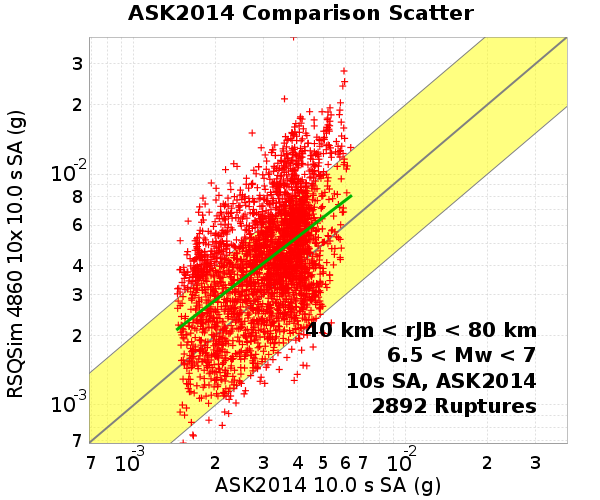 ASK2014 Comparison Scatter
RSQSim 4860 10x 10.0 s SA (g)
3
2
10-2
8
6
4
3
2
10-3
7
40 km < rJB < 80 km
6.5 < Mw < 7
10s SA, ASK2014
2892 Ruptures
7 10-3 2 3 4 5 6 7 10-2 2 3
ASK2014 10.0 s SA (g)